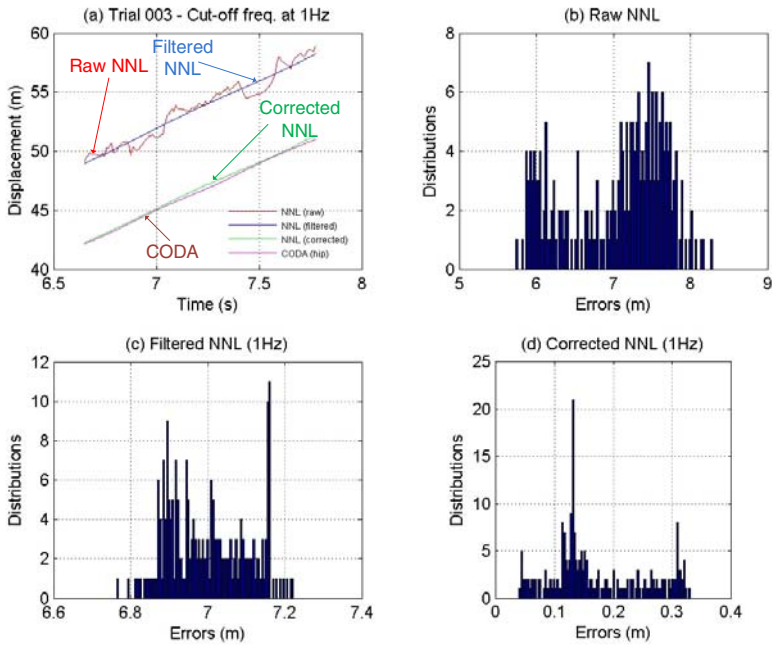 (a) Trial 003 - Cut-off freq. at 1Hz
Displacement (m)
60
55
50
45
40
6.5
7
7.5
8
Time (s)
Raw NNL
Filtered
NNL
Corrected
NNL
CODA
NNL (raw)
NNL (filtered)
NNL (corrected)
CODA (hip)
(b) Raw NNL
Distributions
8
6
4
2
0
5
6
7
8
9
Errors (m)
(c) Filtered NNL (1Hz)
Distributions
12
10
8
6
4
2
0
6.6
6.8
7
7.2
7.4
Errors (m)
(d) Corrected NNL (1Hz)
Distributions
25
20
15
10
5
0
0
0.1
0.2
0.3
0.4
Errors (m)